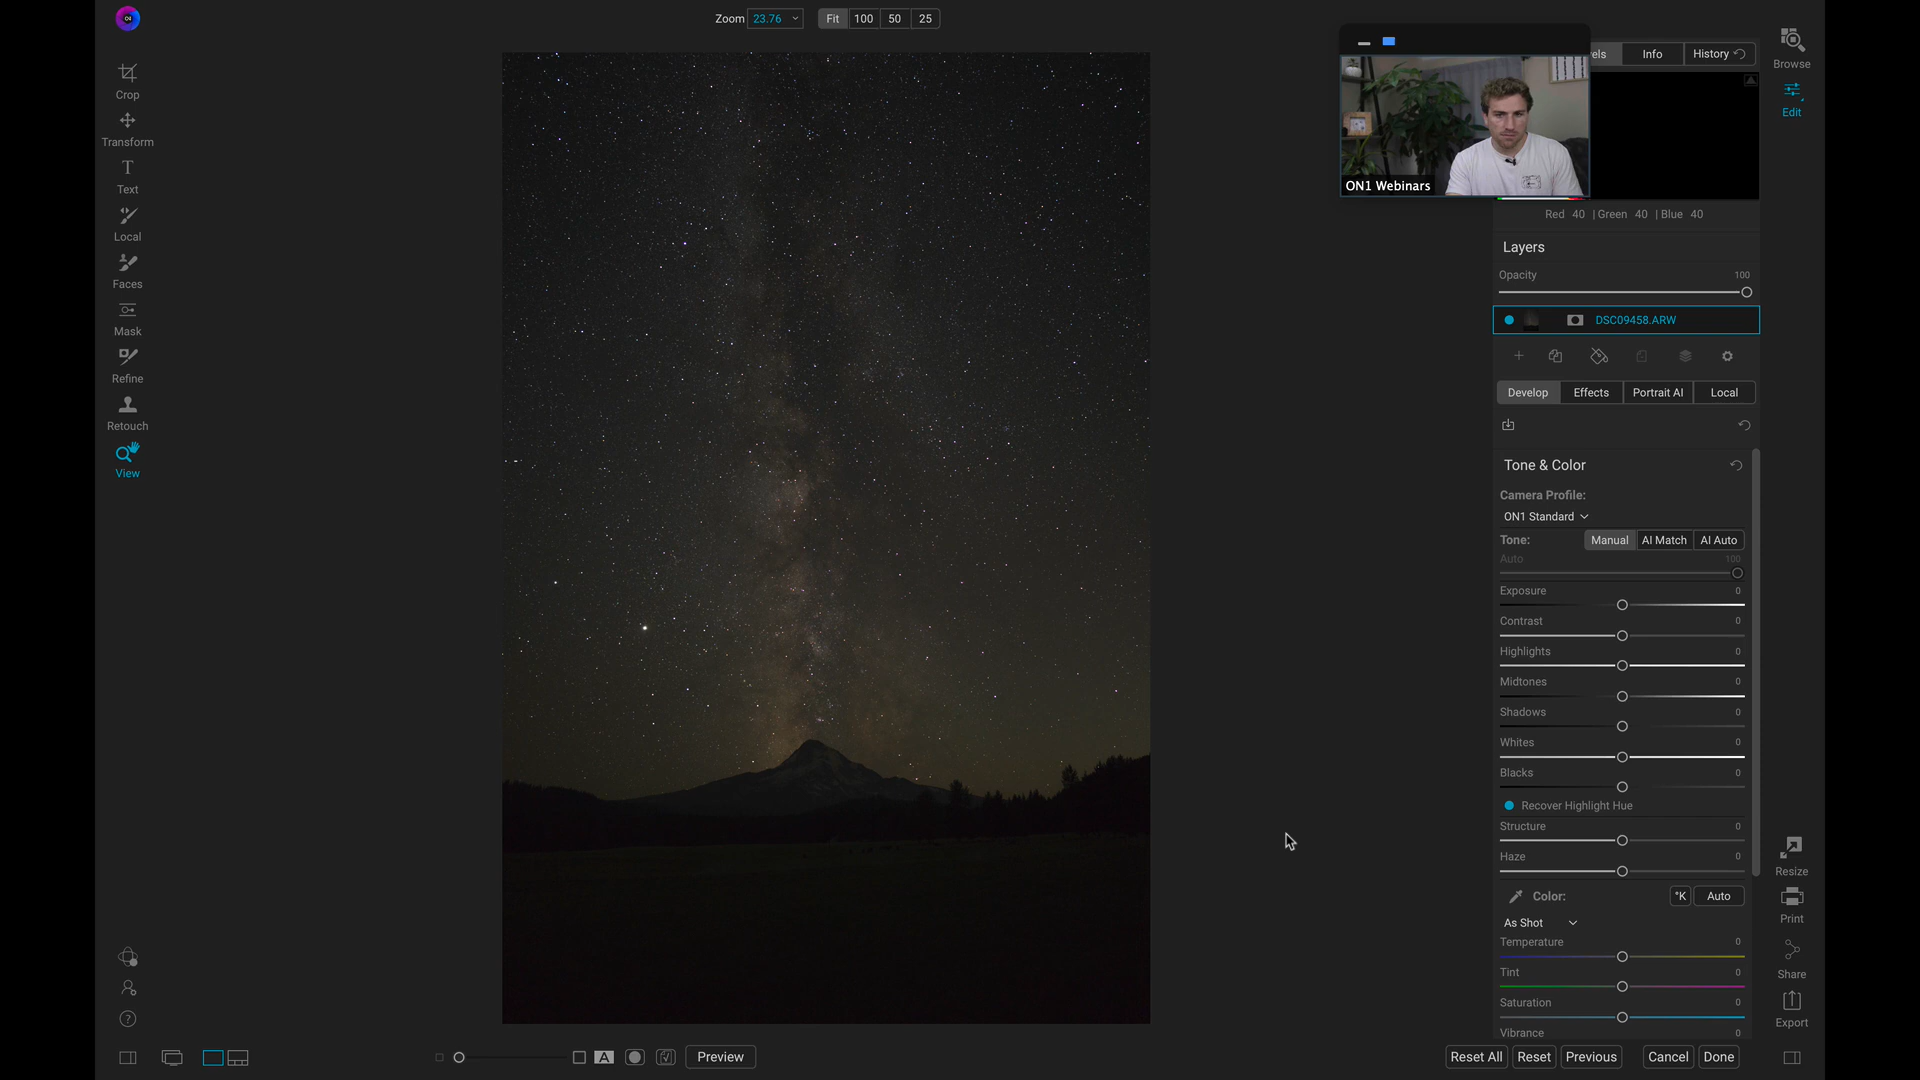 Zoom 23.76 Fit 100 50 25
Crop
Transform
Text
Local
Faces
Mask
Refine
Retouch
View
ON1 Webinars
Info History
Red 40 | Green 40 | Blue 40
Layers
Opacity 100
DSC09458.ARW
Develop Effects Portrait AI Local
Tone & Color
Camera Profile:
ON1 Standard
Tone: Manual AI Match AI Auto
Auto 100
Exposure 0
Contrast 0
Highlights 0
Midtones 0
Shadows 0
Whites 0
Blacks 0
Recover Highlight Hue
Structure 0
Haze 0
Color: °K Auto
As Shot
Temperature 0
Tint 0
Saturation 0
Vibrance 0
Browse
Edit
Resize
Print
Share
Export
A Preview
Reset All Reset Previous Cancel Done